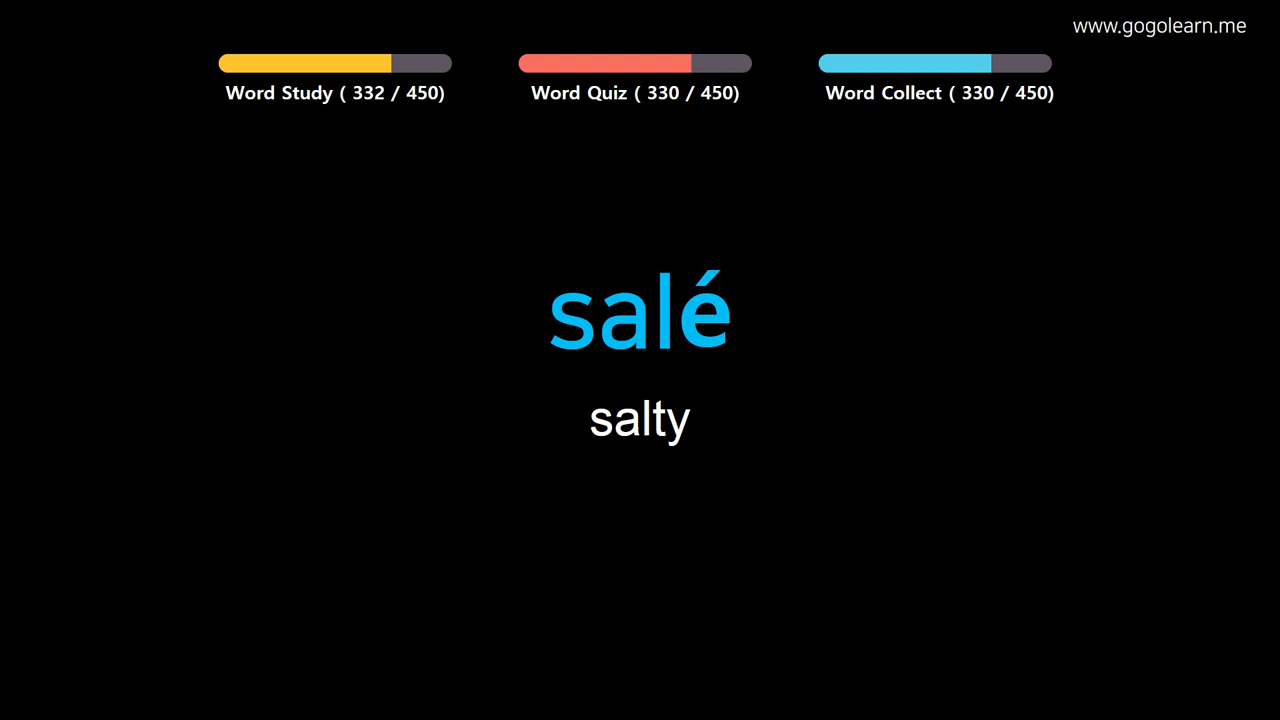 www.gogolearn.me
Word Study ( 332 / 450)
Word Quiz ( 330 / 450)
Word Collect ( 330 / 450)
salé
salty